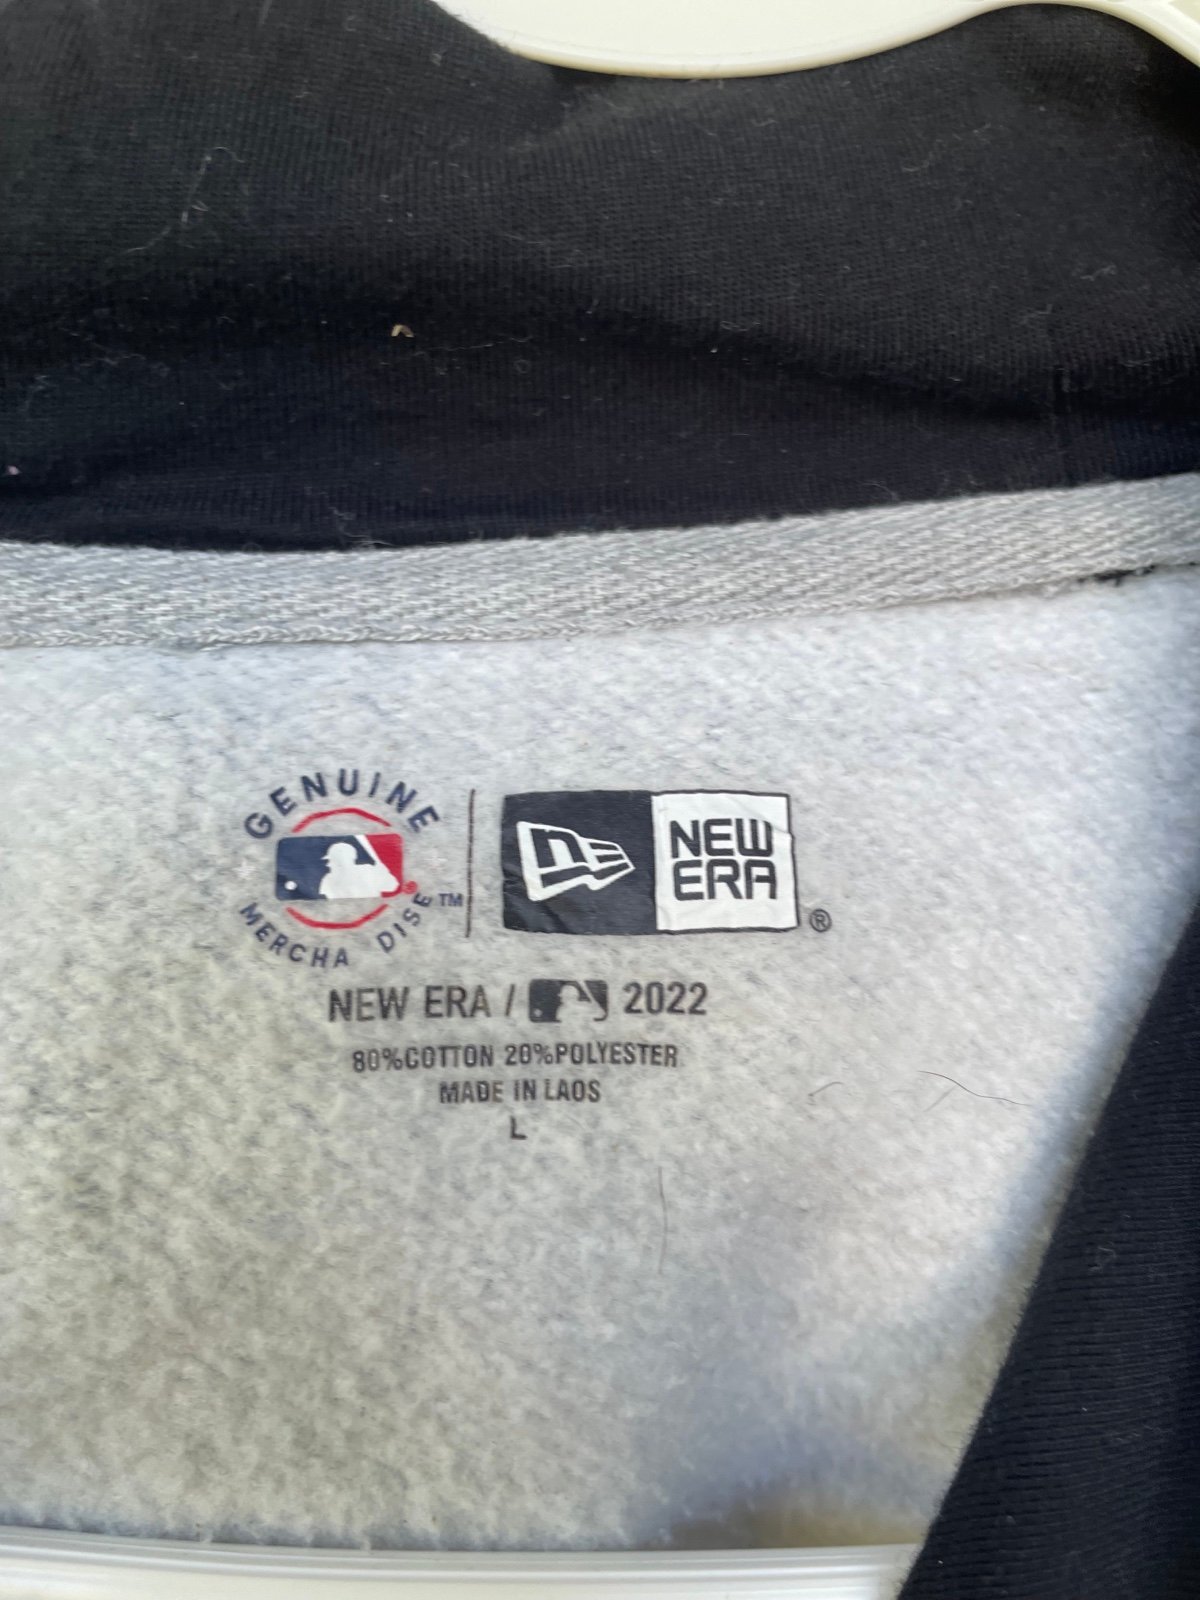 GENUINE
MERCHA DISE™
NEW
ERA
®
NEW ERA / 2022
80%COTTON 20%POLYESTER
MADE IN LAOS
L